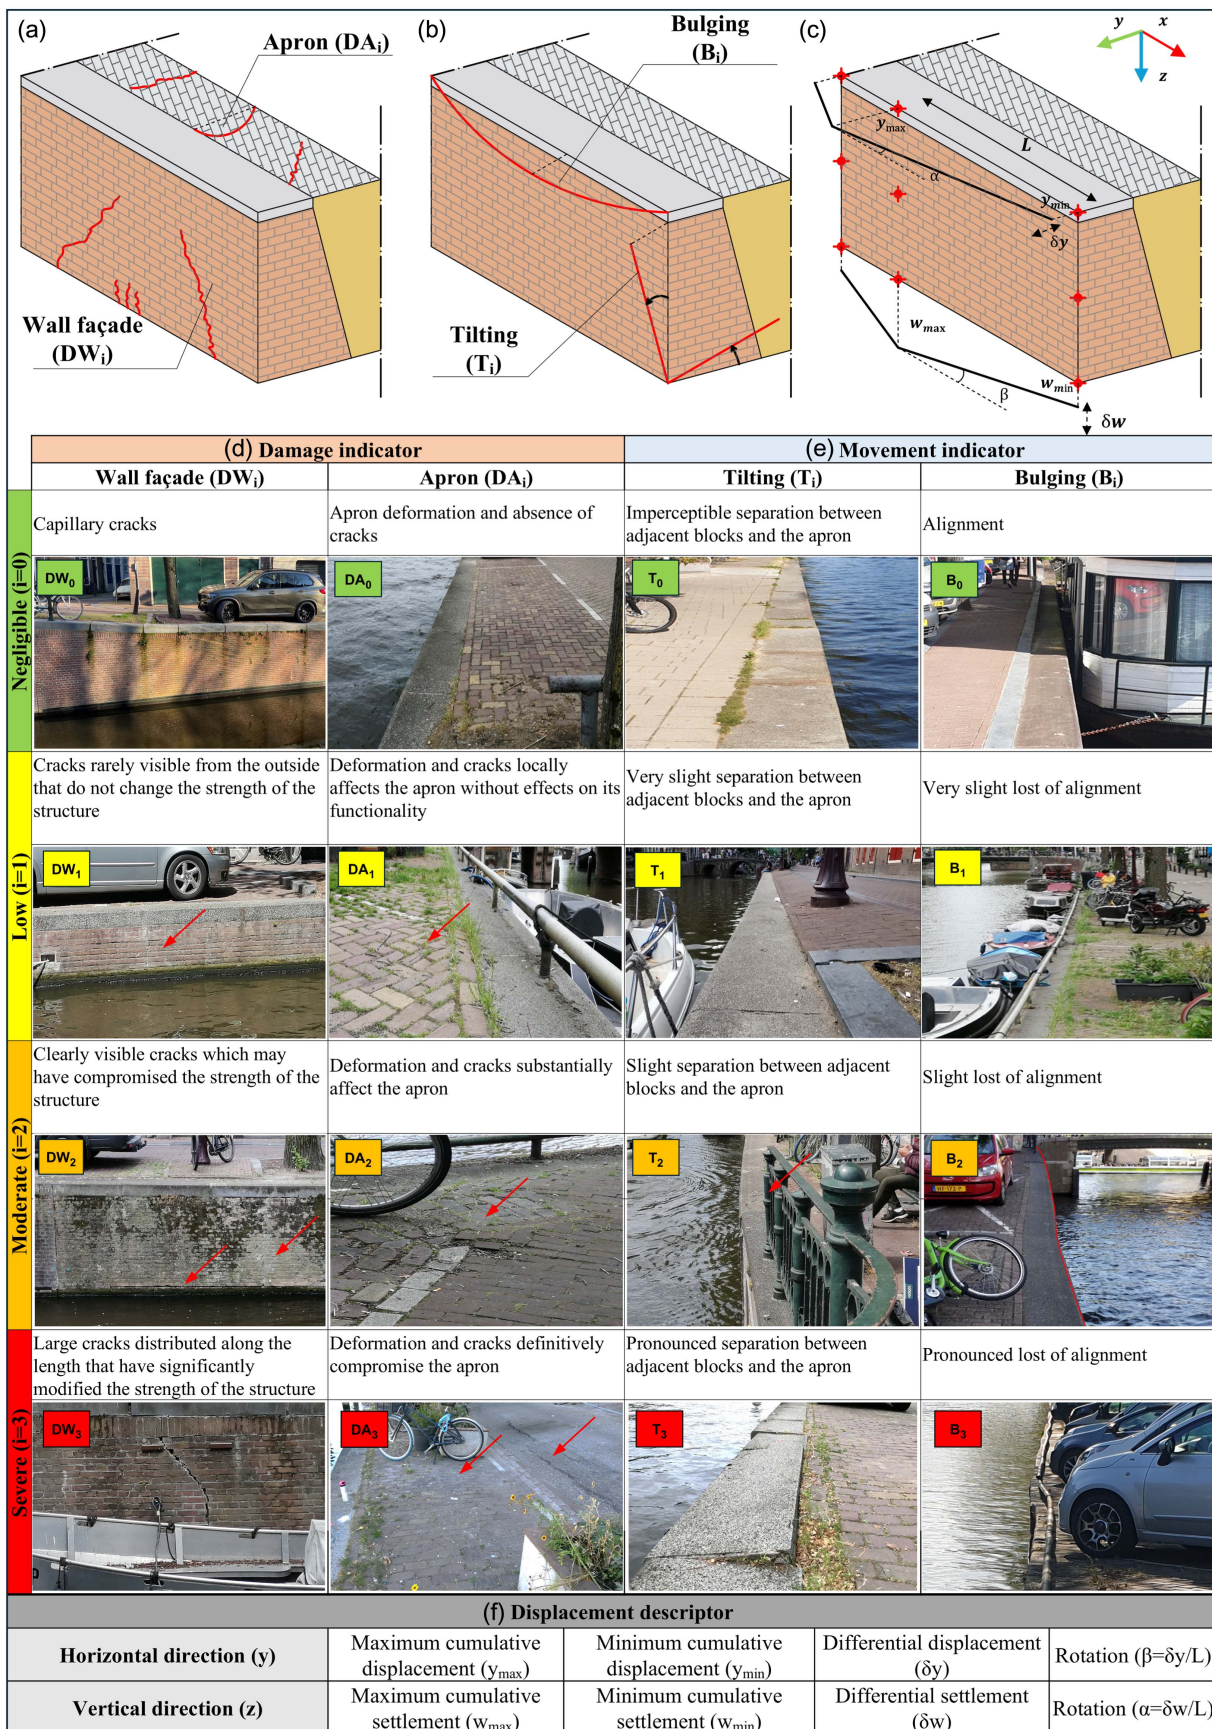 (a)
Apron (DAi)
Wall façade
(DWi)
(b)
Bulging
(Bi)
Tilting
(Ti)
(c)
y
x
z
ymax
L
α
ymin
δy
wmax
wmin
β
δw
(d) Damage indicator
(e) Movement indicator
Wall façade (DWi)
Apron (DAi)
Tilting (Ti)
Bulging (Bi)
Negligible (i=0)
Capillary cracks
Apron deformation and absence of
cracks
Imperceptible separation between
adjacent blocks and the apron
Alignment
DW0
DA0
T0
B0
Low (i=1)
Cracks rarely visible from the outside
that do not change the strength of the
structure
Deformation and cracks locally
affects the apron without effects on its
functionality
Very slight separation between
adjacent blocks and the apron
Very slight lost of alignment
DW1
DA1
T1
B1
Moderate (i=2)
Clearly visible cracks which may
have compromised the strength of the
structure
Deformation and cracks substantially
affect the apron
Slight separation between adjacent
blocks and the apron
Slight lost of alignment
DW2
DA2
T2
B2
Severe (i=3)
Large cracks distributed along the
length that have significantly
modified the strength of the structure
Deformation and cracks definitively
compromise the apron
Pronounced separation between
adjacent blocks and the apron
Pronounced lost of alignment
DW3
DA3
T3
B3
(f) Displacement descriptor
Horizontal direction (y)
Maximum cumulative
displacement (ymax)
Minimum cumulative
displacement (ymin)
Differential displacement
(δy)
Rotation (β=δy/L)
Vertical direction (z)
Maximum cumulative
settlement (wmax)
Minimum cumulative
settlement (wmin)
Differential settlement
(δw)
Rotation (α=δw/L)